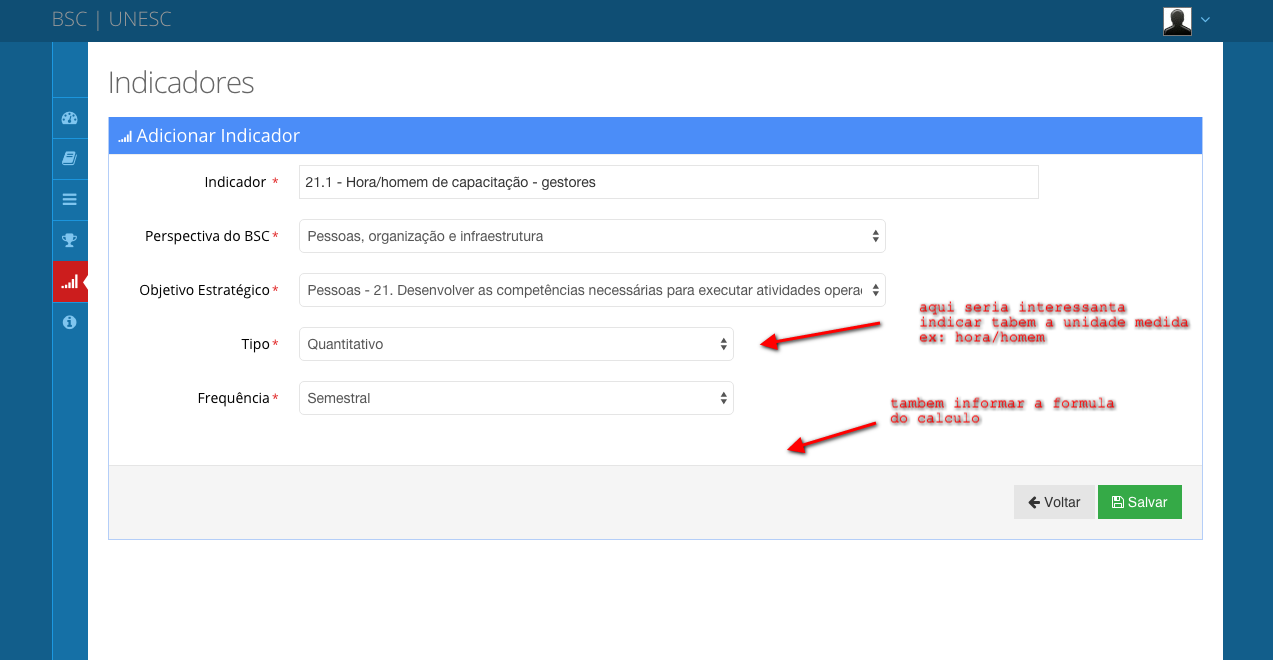 BSC | UNESC
Indicadores
Adicionar Indicador
Indicador *
21.1 - Hora/homem de capacitação - gestores
Perspectiva do BSC *
Pessoas, organização e infraestrutura
Objetivo Estratégico *
Pessoas - 21. Desenvolver as competências necessárias para executar atividades operac
aqui seria interessanta
indicar tabem a unidade medida
ex: hora/homem
Tipo *
Quantitativo
Frequência *
Semestral
tambem informar a formula
do calculo
Voltar
Salvar